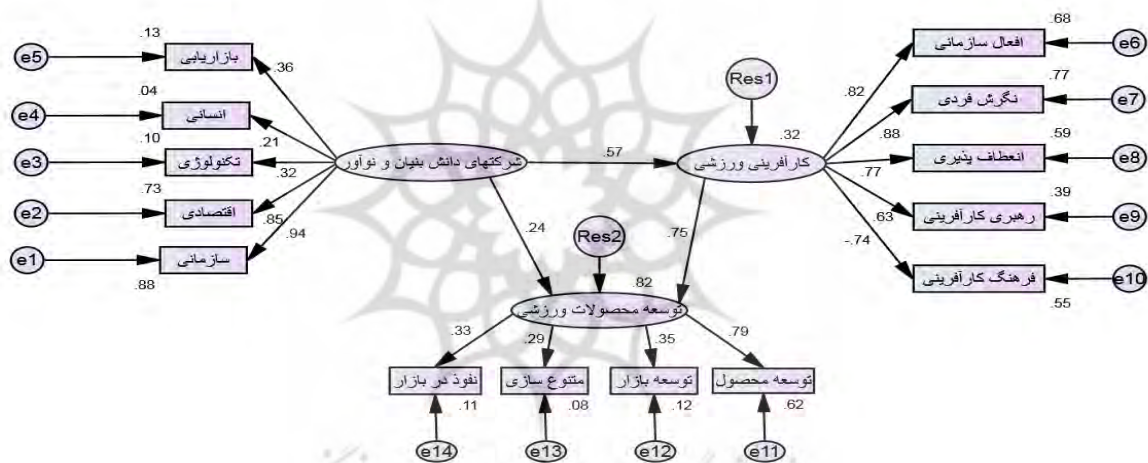 .13
e5
بازاریابی
.36
.04
e4
انسانی
.21
.10
e3
تکنولوژی
.32
.73
e2
اقتصادی
.85
e1
سازمانی
.94
.88
شرکتهای دانش بنیان و نوآور
.57
Res1
.32
کارآفرینی ورزشی
.68
افعال سازمانی
e6
.82
.77
نگرش فردی
e7
.88
.59
انعطاف پذیری
e8
.77
.39
رهبری کارآفرینی
e9
.63
فرهنگ کارآفرینی
e10
-.74
.55
.24
Res2
.75
.82
توسعه محصولات ورزشی
.33
.29
.35
.79
نفوذ در بازار
متنوع سازی
توسعه بازار
توسعه محصول
.11
.08
.12
.62
e14
e13
e12
e11